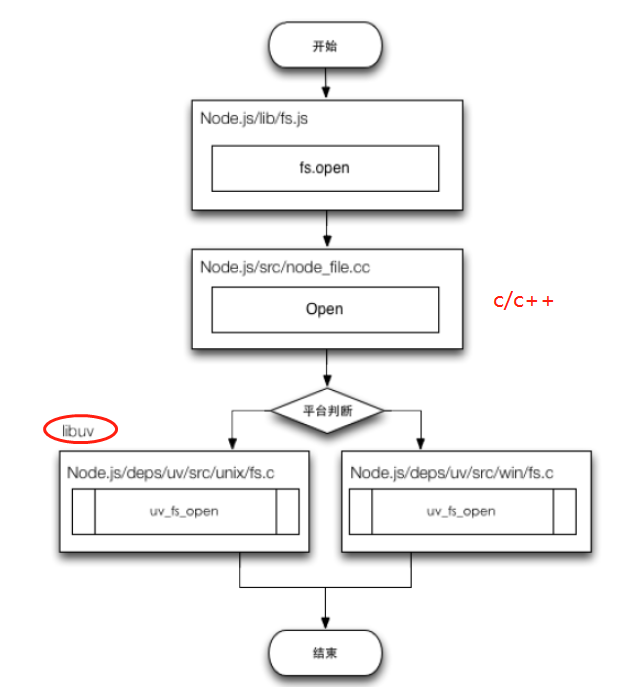 开始
Node.js/lib/fs.js
fs.open
Node.js/src/node_file.cc
Open
c/c++
平台判断
libuv
Node.js/deps/uv/src/unix/fs.c
uv_fs_open
Node.js/deps/uv/src/win/fs.c
uv_fs_open
结束